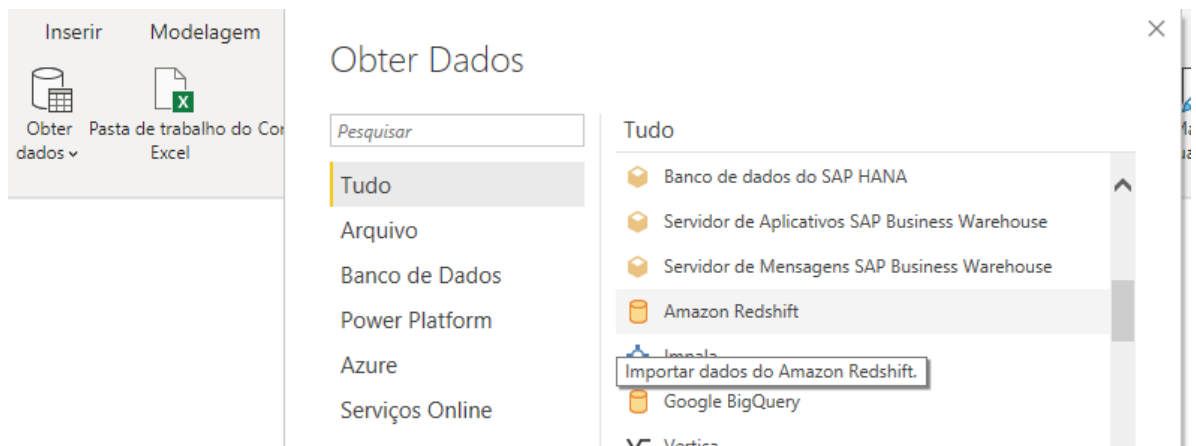 Inserir Modelagem
Obter dados
Pasta de trabalho do Excel
Obter Dados
Pesquisar
Tudo
Arquivo
Banco de Dados
Power Platform
Azure
Serviços Online
Tudo
Banco de dados do SAP HANA
Servidor de Aplicativos SAP Business Warehouse
Servidor de Mensagens SAP Business Warehouse
Amazon Redshift
Impala
Importar dados do Amazon Redshift.
Google BigQuery
Vertica